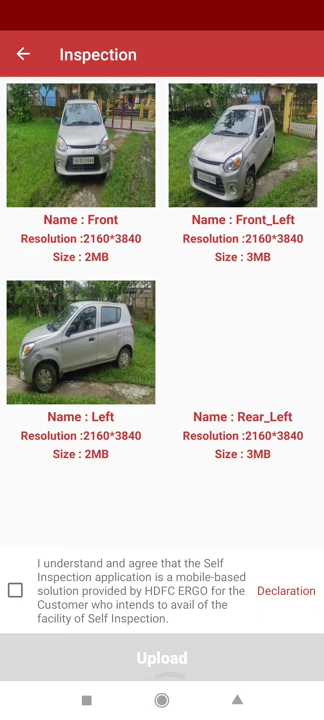 Inspection
Name : Front
Resolution :2160*3840
Size : 2MB
Name : Front_Left
Resolution :2160*3840
Size : 3MB
Name : Left
Resolution :2160*3840
Size : 2MB
Name : Rear_Left
Resolution :2160*3840
Size : 3MB
I understand and agree that the Self
Inspection application is a mobile-based
solution provided by HDFC ERGO for the
Customer who intends to avail of the
facility of Self Inspection.
Declaration
Upload